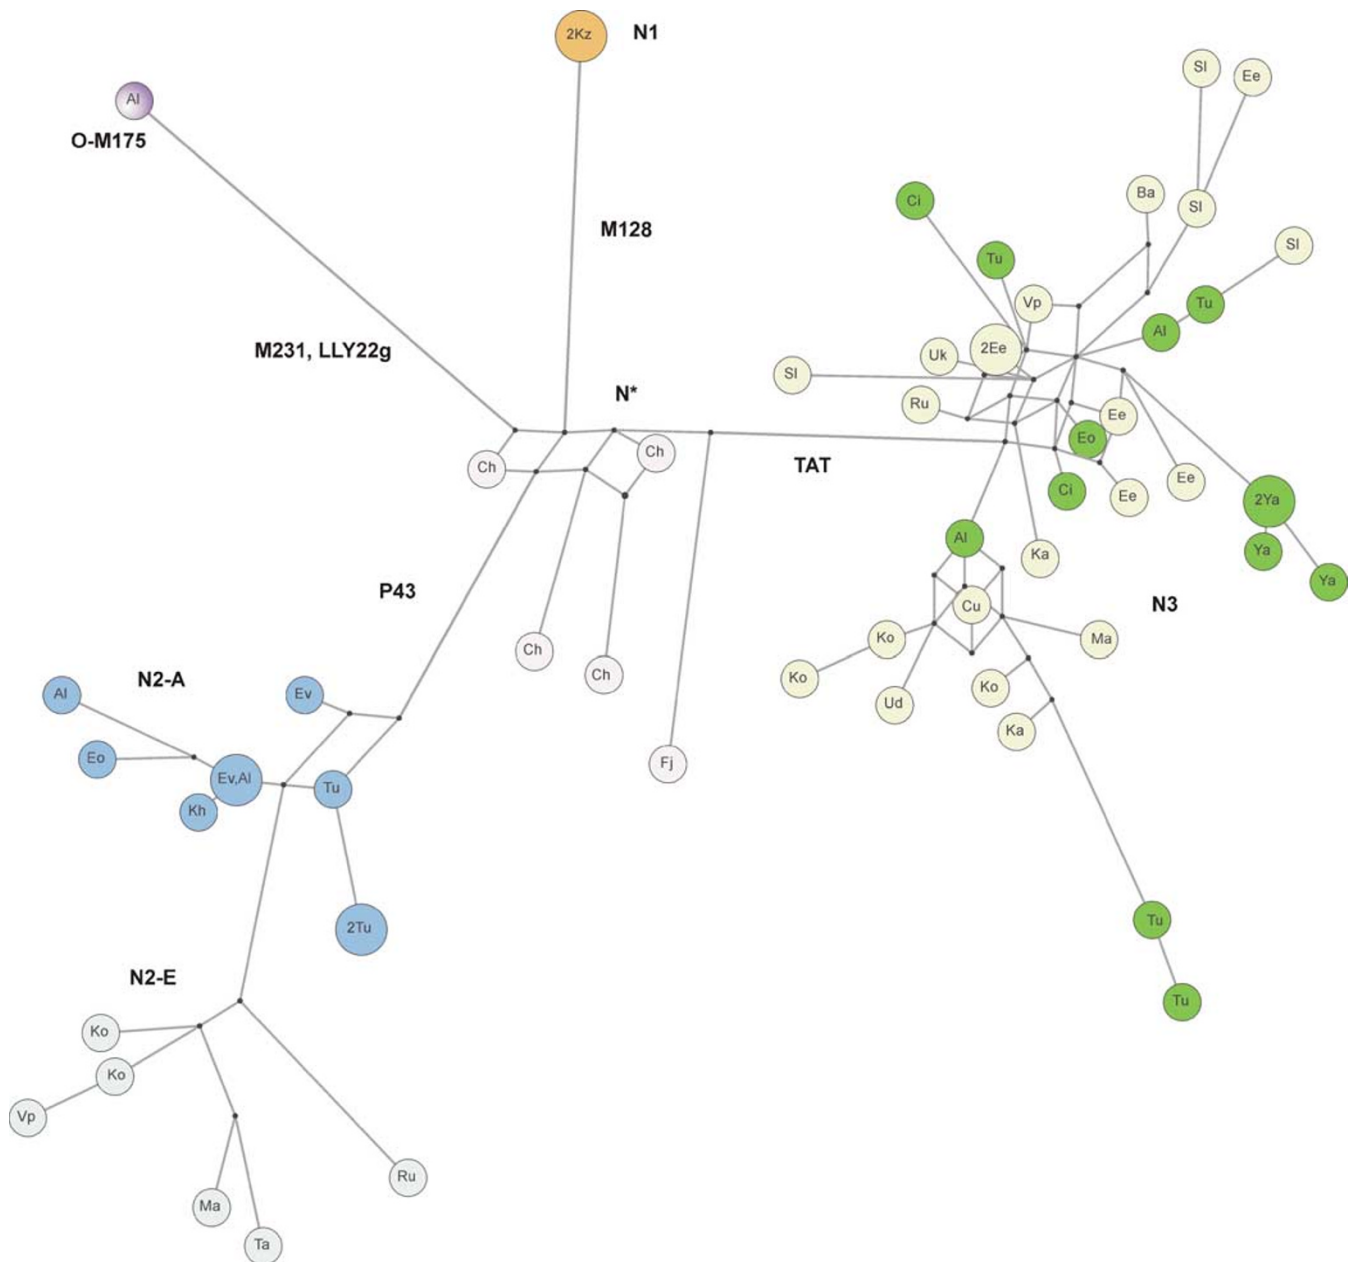 2Kz
N1
Sl
Ee
Al
O-M175
Ba
Ci
Sl
M128
Sl
Tu
Vp
Tu
Al
M231, LLY22g
2Ee
Uk
Sl
N*
Ru
Ee
Eo
Ch
Ch
TAT
Ee
Ci
Ee
2Ya
Al
Ya
Ka
Ya
P43
Cu
N3
Ko
Ma
Ch
Ch
Ko
Ko
N2-A
Al
Ev
Ud
Ka
Eo
Fj
Ev,Al
Tu
Kh
Tu
2Tu
N2-E
Tu
Ko
Ko
Vp
Ru
Ma
Ta